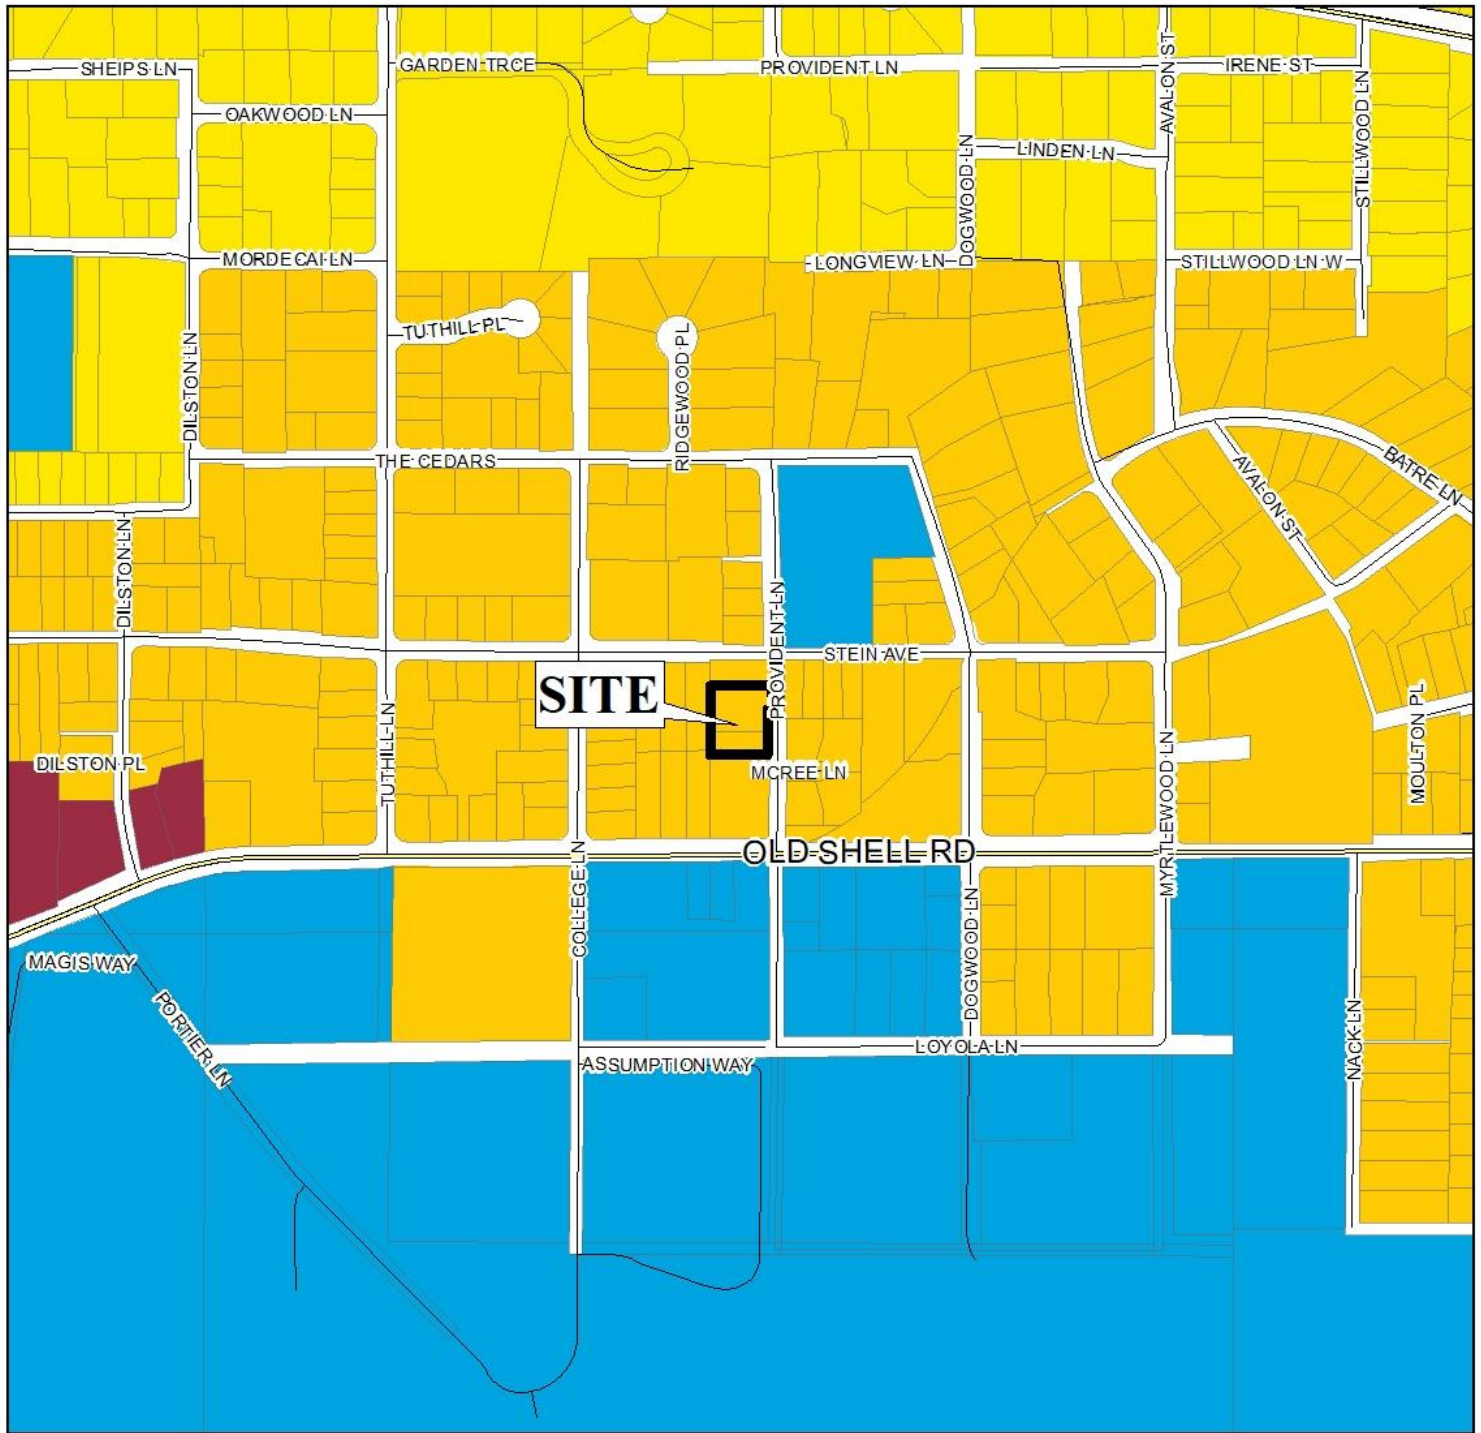 GARDEN TRCE
SHEIPS LN
PROVIDENT LN
IRENE ST
AVALON ST
STILLWOOD LN
OAKWOOD LN
LINDEN LN
DOGWOOD LN
MORDECAI LN
LONGVIEW LN
STILLWOOD LN W
TUTHILL PL
DILSTON LN
RIDGEWOOD PL
THE CEDARS
BATRE LN
AVALON ST
DILSTON LN
PROVIDENT LN
STEIN AVE
SITE
TUTHILL LN
MOULTON PL
DILSTON PL
MCREE LN
MYRTLEWOOD LN
OLD SHELL RD
COLLEGE LN
DOGWOOD LN
MAGIS WAY
PORTIER LN
NACK LN
LOYOLA LN
ASSUMPTION WAY